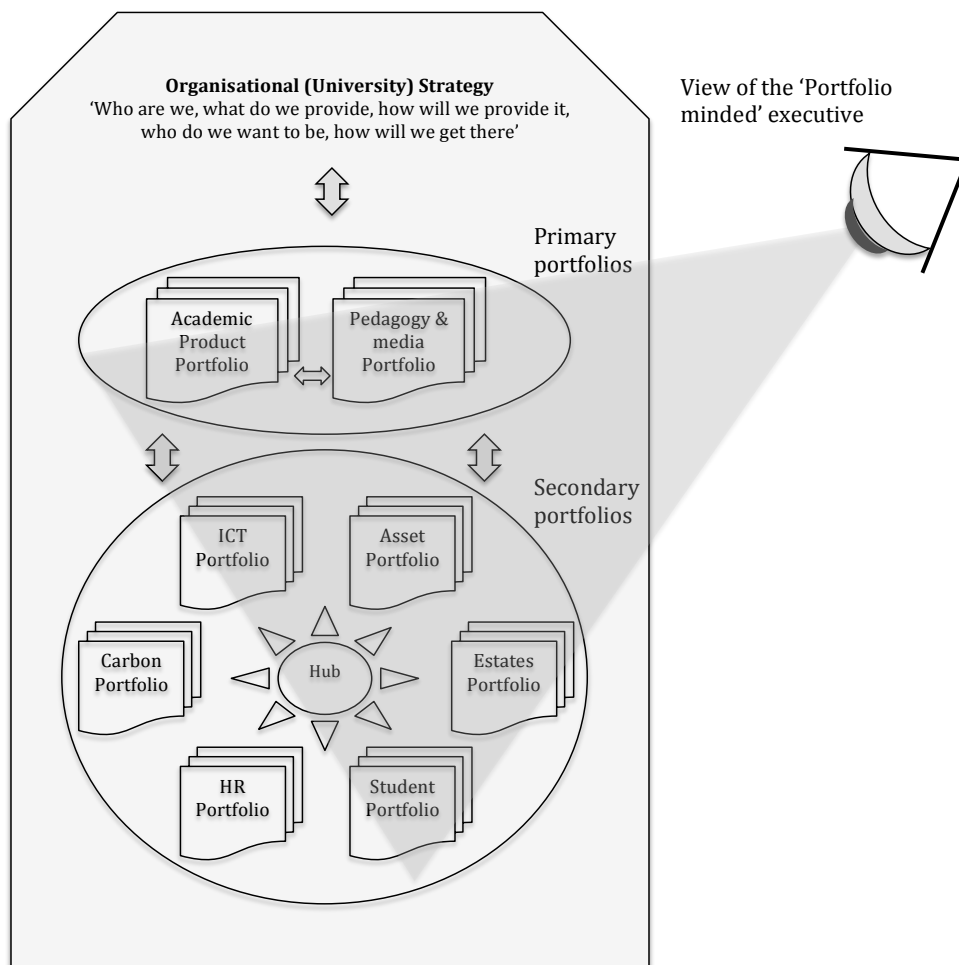 Organisational (University) Strategy
‘Who are we, what do we provide, how will we provide it,
who do we want to be, how will we get there’
View of the ‘Portfolio
minded’ executive
Primary
portfolios
Academic
Product
Portfolio
Pedagogy &
media
Portfolio
Secondary
portfolios
ICT
Portfolio
Asset
Portfolio
Carbon
Portfolio
Hub
Estates
Portfolio
HR
Portfolio
Student
Portfolio